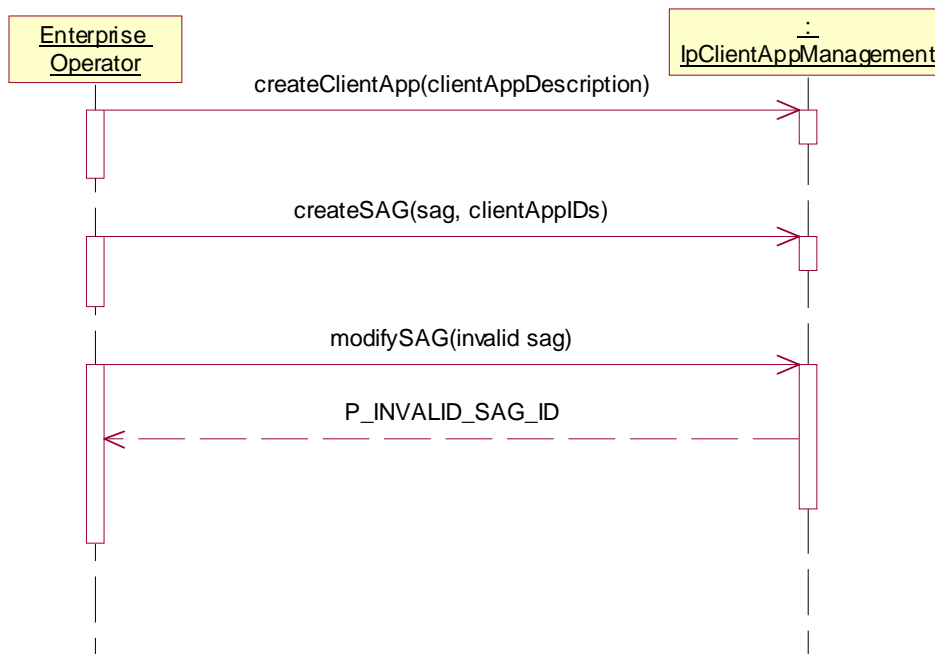 Enterprise
Operator
:
IpClientAppManagement
createClientApp(clientAppDescription)
createSAG(sag, clientAppIDs)
modifySAG(invalid sag)
P_INVALID_SAG_ID